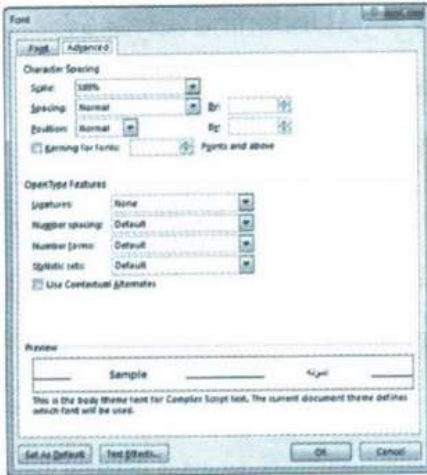 Font
Font Advanced
Character Spacing
Scale: 100%
Spacing: Normal By:
Position: Normal By:
Kerning for fonts: Points and above
OpenType Features
Ligatures: None
Number spacing: Default
Number forms: Default
Stylistic sets: Default
Use Contextual Alternates
Preview
Sample نمونه
This is the body theme font for Complex Script text. The current document theme defines
which font will be used.
Set As Default Text Effects... OK Cancel